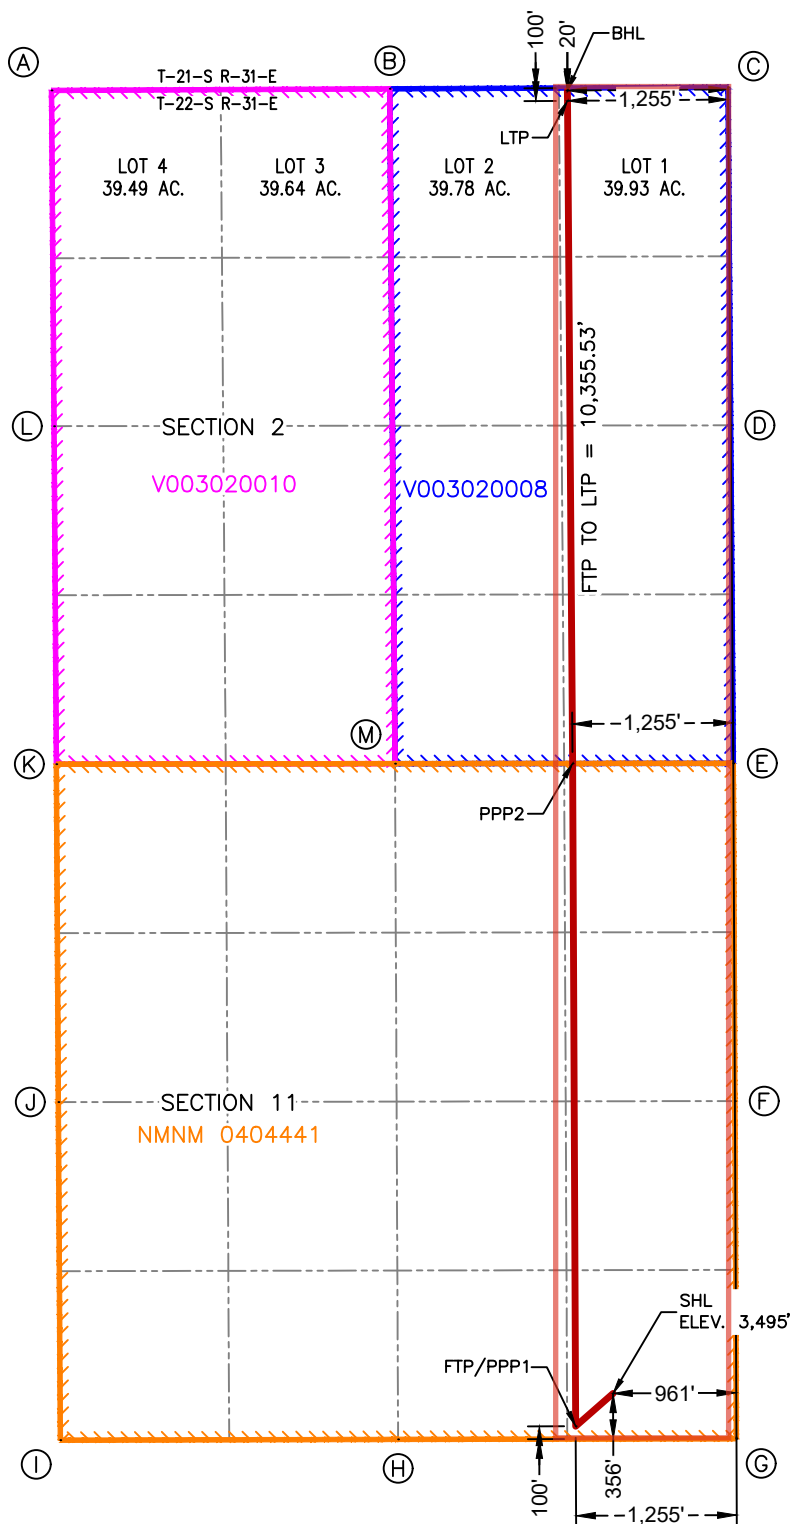 A
B
C
100'
20'
BHL
T-21-S R-31-E
T-22-S R-31-E
1,255'
LTP
LOT 4
39.49 AC.
LOT 3
39.64 AC.
LOT 2
39.78 AC.
LOT 1
39.93 AC.
FTP TO LTP = 10,355.53'
L
SECTION 2
D
V003020010
V003020008
M
1,255'
K
E
PPP2
J
SECTION 11
F
NMNM 0404441
SHL
ELEV. 3,495'
FTP/PPP1
961'
I
H
G
100'
356'
1,255'